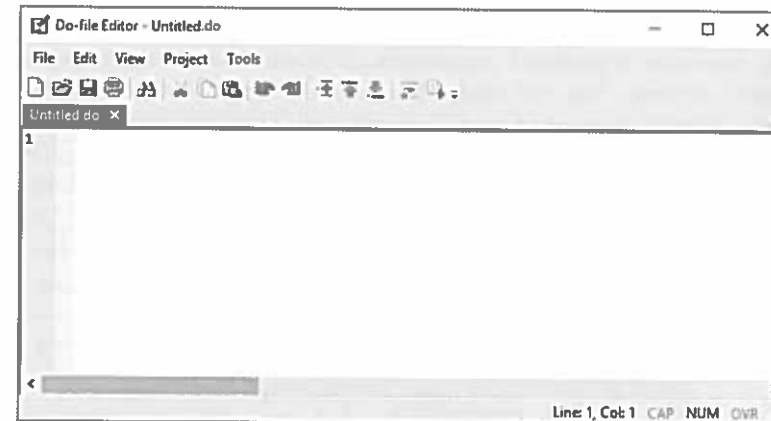 Do-file Editor - Untitled.do
File Edit View Project Tools
Untitled.do ×
1
Line: 1, Col: 1 CAP NUM OVR